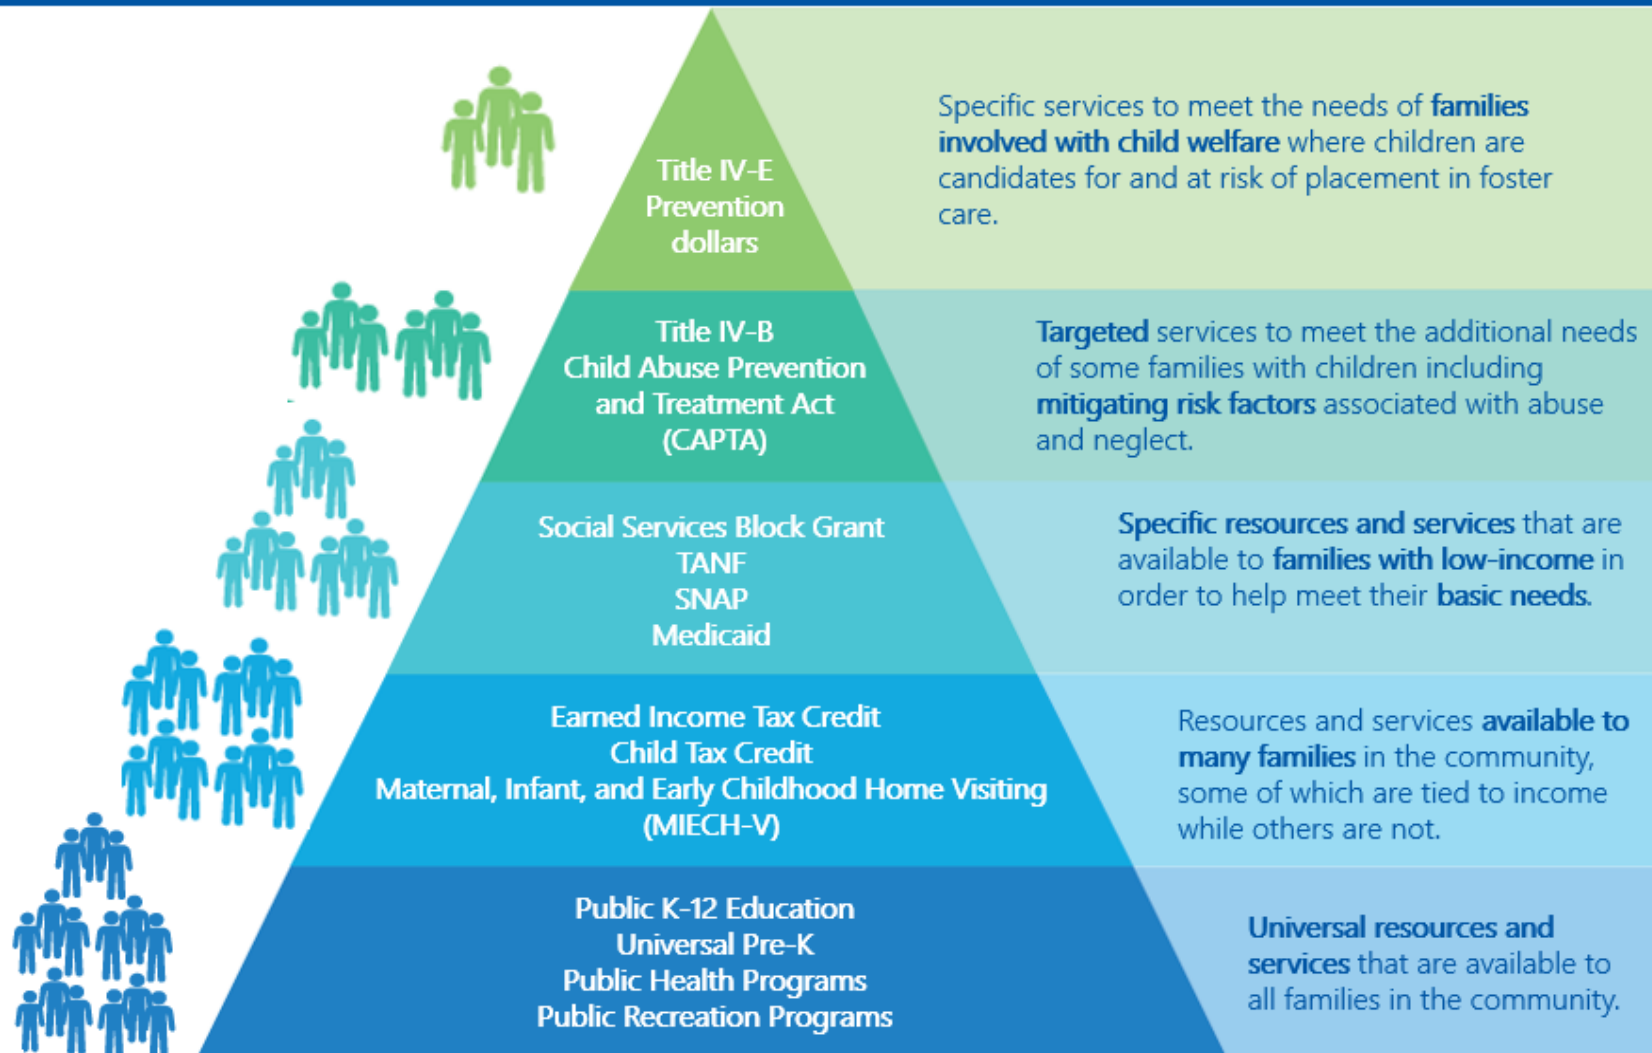 Title IV-E
Prevention
dollars
Specific services to meet the needs of families
involved with child welfare where children are
candidates for and at risk of placement in foster
care.
Title IV-B
Child Abuse Prevention
and Treatment Act
(CAPTA)
Targeted services to meet the additional needs
of some families with children including
mitigating risk factors associated with abuse
and neglect.
Social Services Block Grant
TANF
SNAP
Medicaid
Specific resources and services that are
available to families with low-income in
order to help meet their basic needs.
Earned Income Tax Credit
Child Tax Credit
Maternal, Infant, and Early Childhood Home Visiting
(MIECH-V)
Resources and services available to
many families in the community,
some of which are tied to income
while others are not.
Public K-12 Education
Universal Pre-K
Public Health Programs
Public Recreation Programs
Universal resources and
services that are available to
all families in the community.